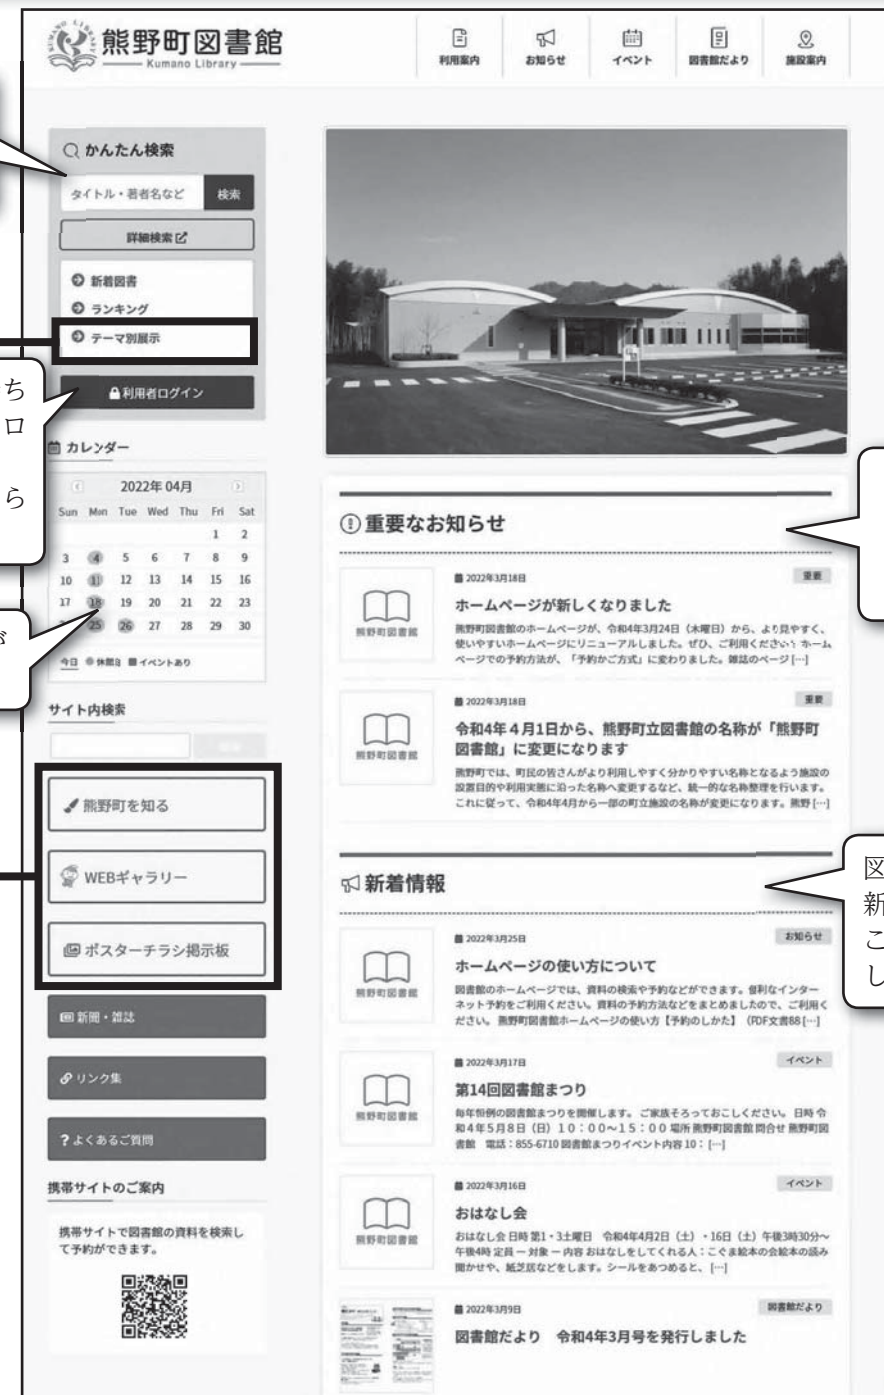 熊野町図書館
Kumano Library
利用案内
お知らせ
イベント
図書館だより
施設案内
かんたん検索
タイトル・著者名など
検索
詳細検索
新着図書
ランキング
テーマ別展示
利用者ログイン
ち
ロ
ら
カレンダー
2022年 04月
Sun Mon Tue Wed Thu Fri Sat
1 2
3 4 5 6 7 8 9
10 11 12 13 14 15 16
17 18 19 20 21 22 23
25 26 27 28 29 30
今日 休館日 イベントあり
が
サイト内検索
熊野町を知る
WEBギャラリー
ポスターチラシ掲示板
新聞・雑誌
リンク集
?よくあるご質問
携帯サイトのご案内
携帯サイトで図書館の資料を検索し
て予約ができます。
重要なお知らせ
熊野町図書館
2022年3月18日
重要
ホームページが新しくなりました
熊野町図書館のホームページが、令和4年3月24日（木曜日）から、より見やすく、
使いやすいホームページにリニューアルしました。ぜひ、ご利用ください! ホーム
ページでの予約方法が、「予約かご方式」に変わりました。雑誌のページ […]
熊野町図書館
2022年3月18日
重要
令和4年４月1日から、熊野町立図書館の名称が「熊野町
図書館」に変更になります
熊野町では、町民の皆さんがより利用しやすく分かりやすい名称となるよう施設の
設置目的や利用実態に沿った名称へ変更するなど、統一的な名称整理を行います。
これに従って、令和4年4月から一部の町立施設の名称が変更になります。熊野 […]
新着情報
図
新
こ
し
熊野町図書館
2022年3月25日
お知らせ
ホームページの使い方について
図書館のホームページでは、資料の検索や予約などができます。便利なインター
ネット予約をご利用ください。資料の予約方法などをまとめましたので、ご利用く
ださい。 熊野町図書館ホームページの使い方【予約のしかた】 （PDF文書88 […]
熊野町図書館
2022年3月17日
イベント
第14回図書館まつり
毎年恒例の図書館まつりを開催します。ご家族そろっておこしください。 日時 令
和４年５月８日（日）１０：００～１５：００ 場所 熊野町図書館 問合せ 熊野町図
書館 電話：855-6710 図書館まつりイベント内容 10： […]
熊野町図書館
2022年3月16日
イベント
おはなし会
おはなし会 日時 第1・3土曜日 令和4年4月2日（土）・16日（土）午後3時30分～
午後4時 定員 ー 対象 ー 内容 おはなしをしてくれる人：こぐま絵本の会絵本の読み
聞かせや、紙芝居などをします。シールをあつめると、 […]
2022年3月9日
図書館だより
図書館だより 令和4年3月号を発行しました